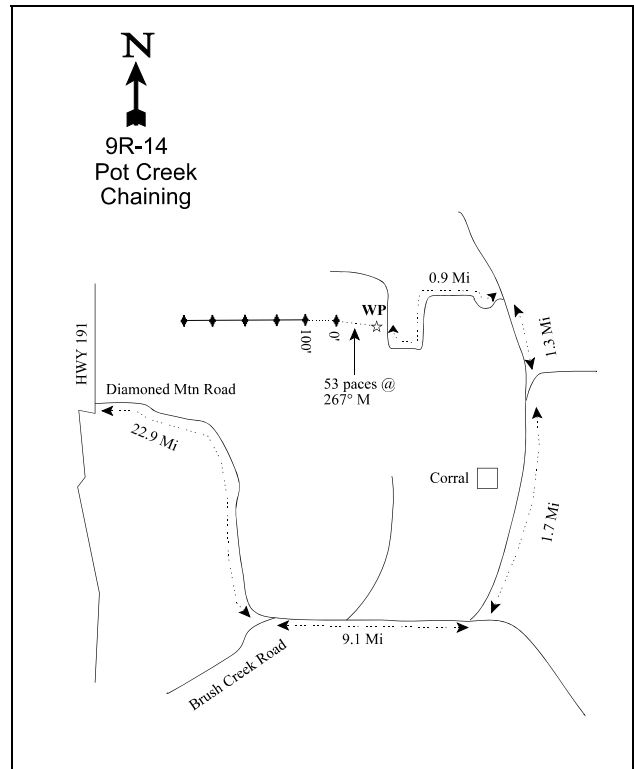 N
9R-14
Pot Creek
Chaining
0.9 Mi
WP
1.3 Mi
HWY 191
100'
0'
53 paces @
267° M
Diamoned Mtn Road
22.9 Mi
Corral
1.7 Mi
9.1 Mi
Brush Creek Road